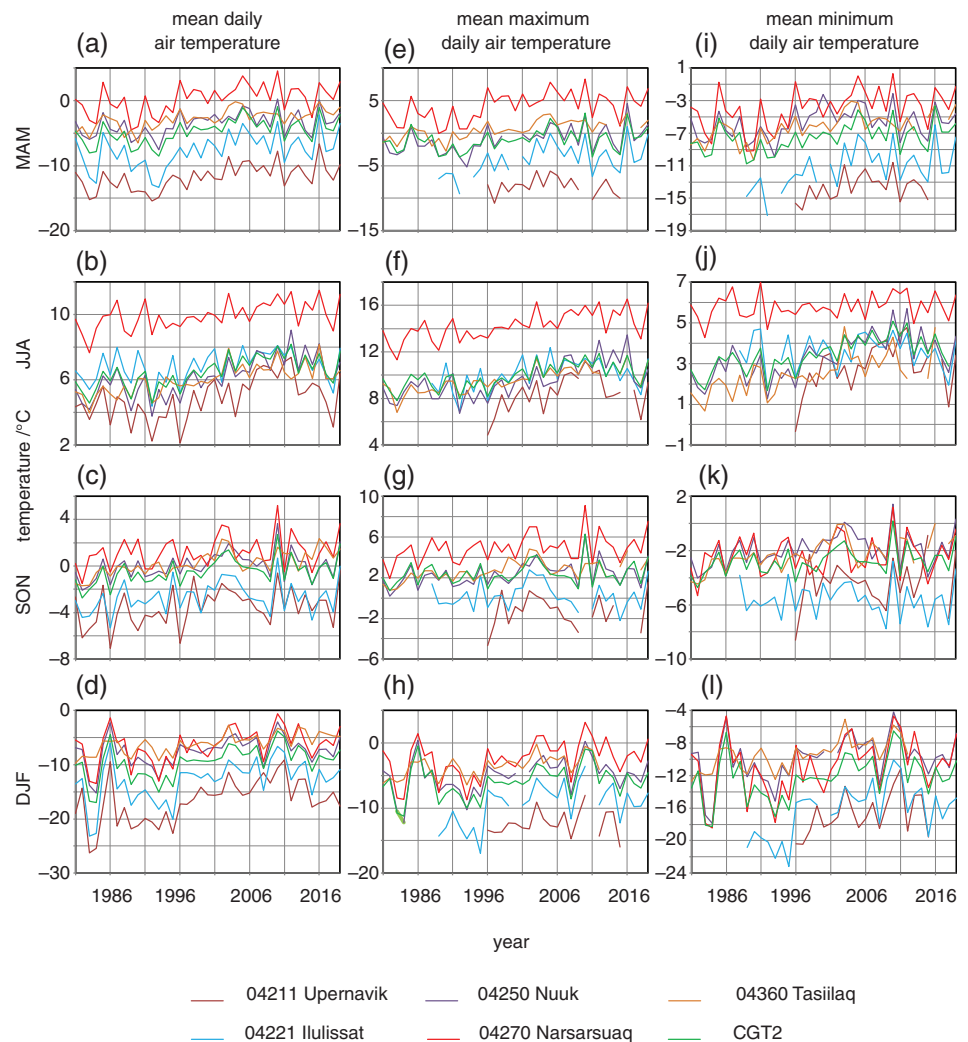 mean daily
air temperature
mean maximum
daily air temperature
mean minimum
daily air temperature
(a)
(e)
(i)
MAM
0
−10
−20
5
−5
−15
1
−3
−7
−11
−15
−19
(b)
(f)
(j)
JJA
10
6
2
16
12
8
4
7
5
3
1
−1
temperature /°C
(c)
(g)
(k)
SON
4
0
−4
−8
10
6
2
−2
−6
2
−2
−6
−10
(d)
(h)
(l)
DJF
0
−10
−20
−30
0
−10
−20
−4
−8
−12
−16
−20
−24
1986 1996 2006 2016
1986 1996 2006 2016
1986 1996 2006 2016
year
04211 Upernavik
04250 Nuuk
04360 Tasiilaq
04221 Ilulissat
04270 Narsarsuaq
CGT2